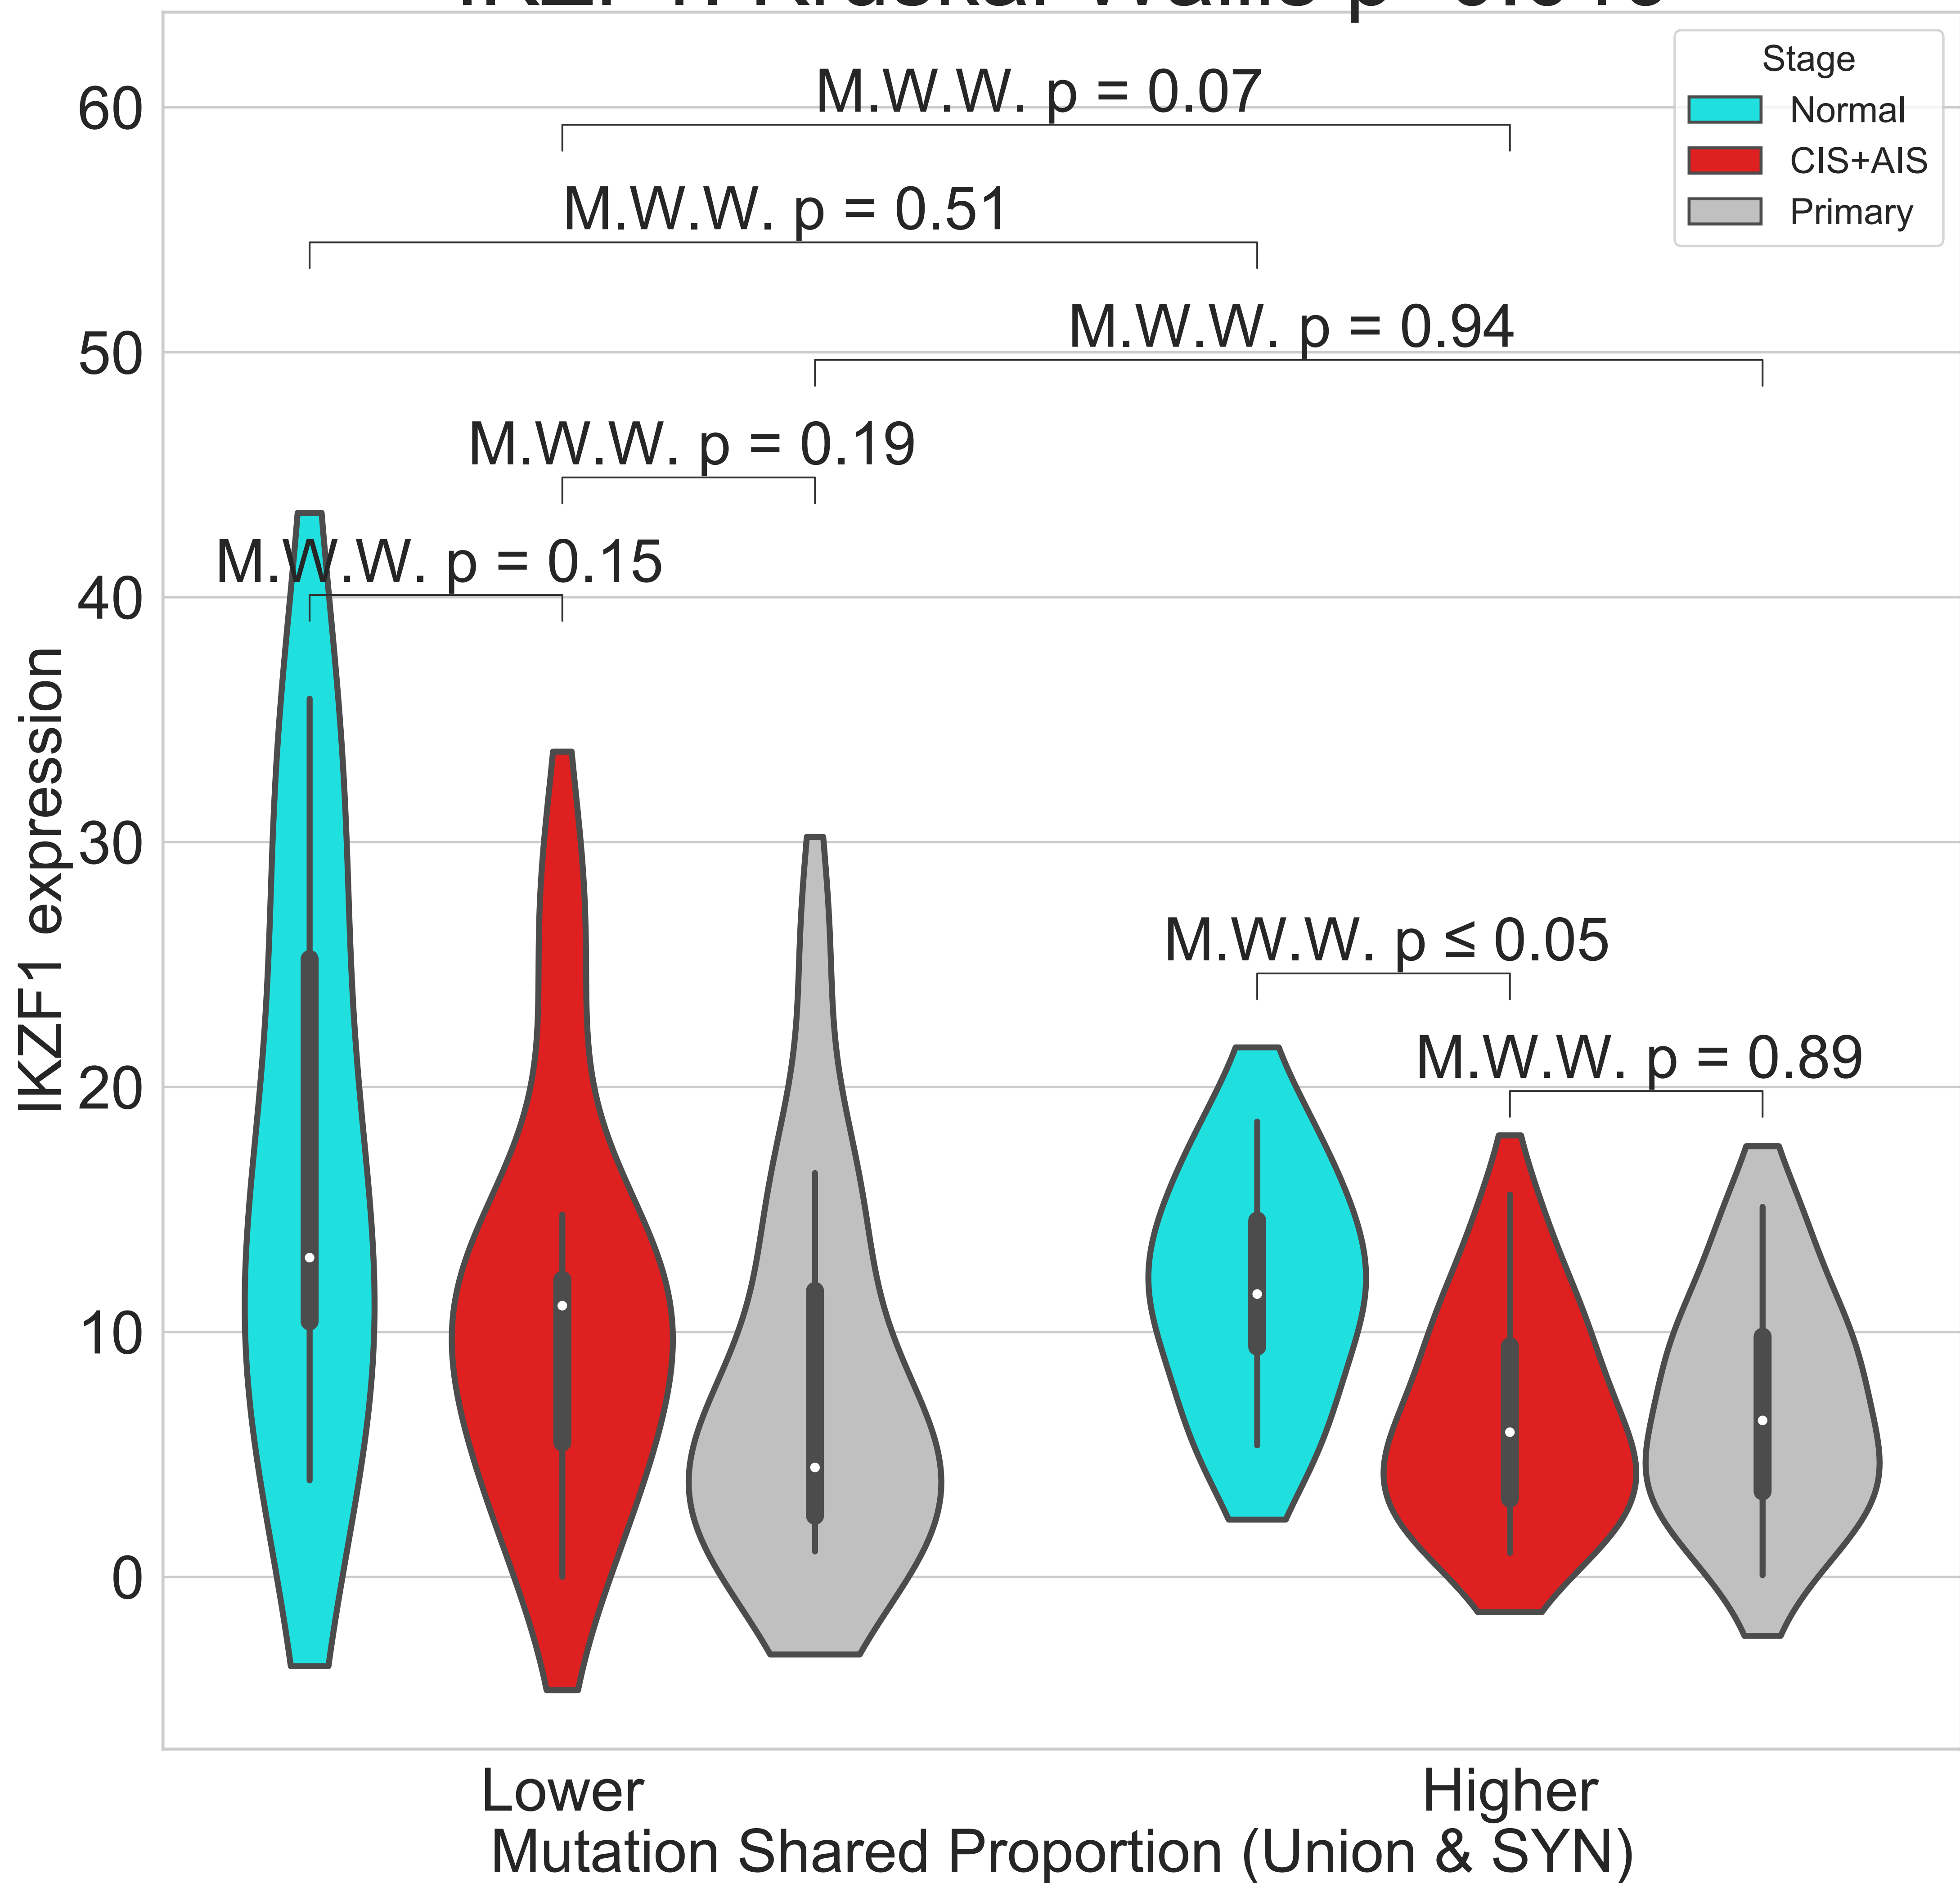 60
50
40
30
20
10
0
IKZF1 expression
M.W.W. p = 0.07
M.W.W. p = 0.51
M.W.W. p = 0.94
M.W.W. p = 0.19
M.W.W. p = 0.15
M.W.W. p ≤ 0.05
M.W.W. p = 0.89
Stage
Normal
CIS+AIS
Primary
Lower
Higher
Mutation Shared Proportion (Union & SYN)